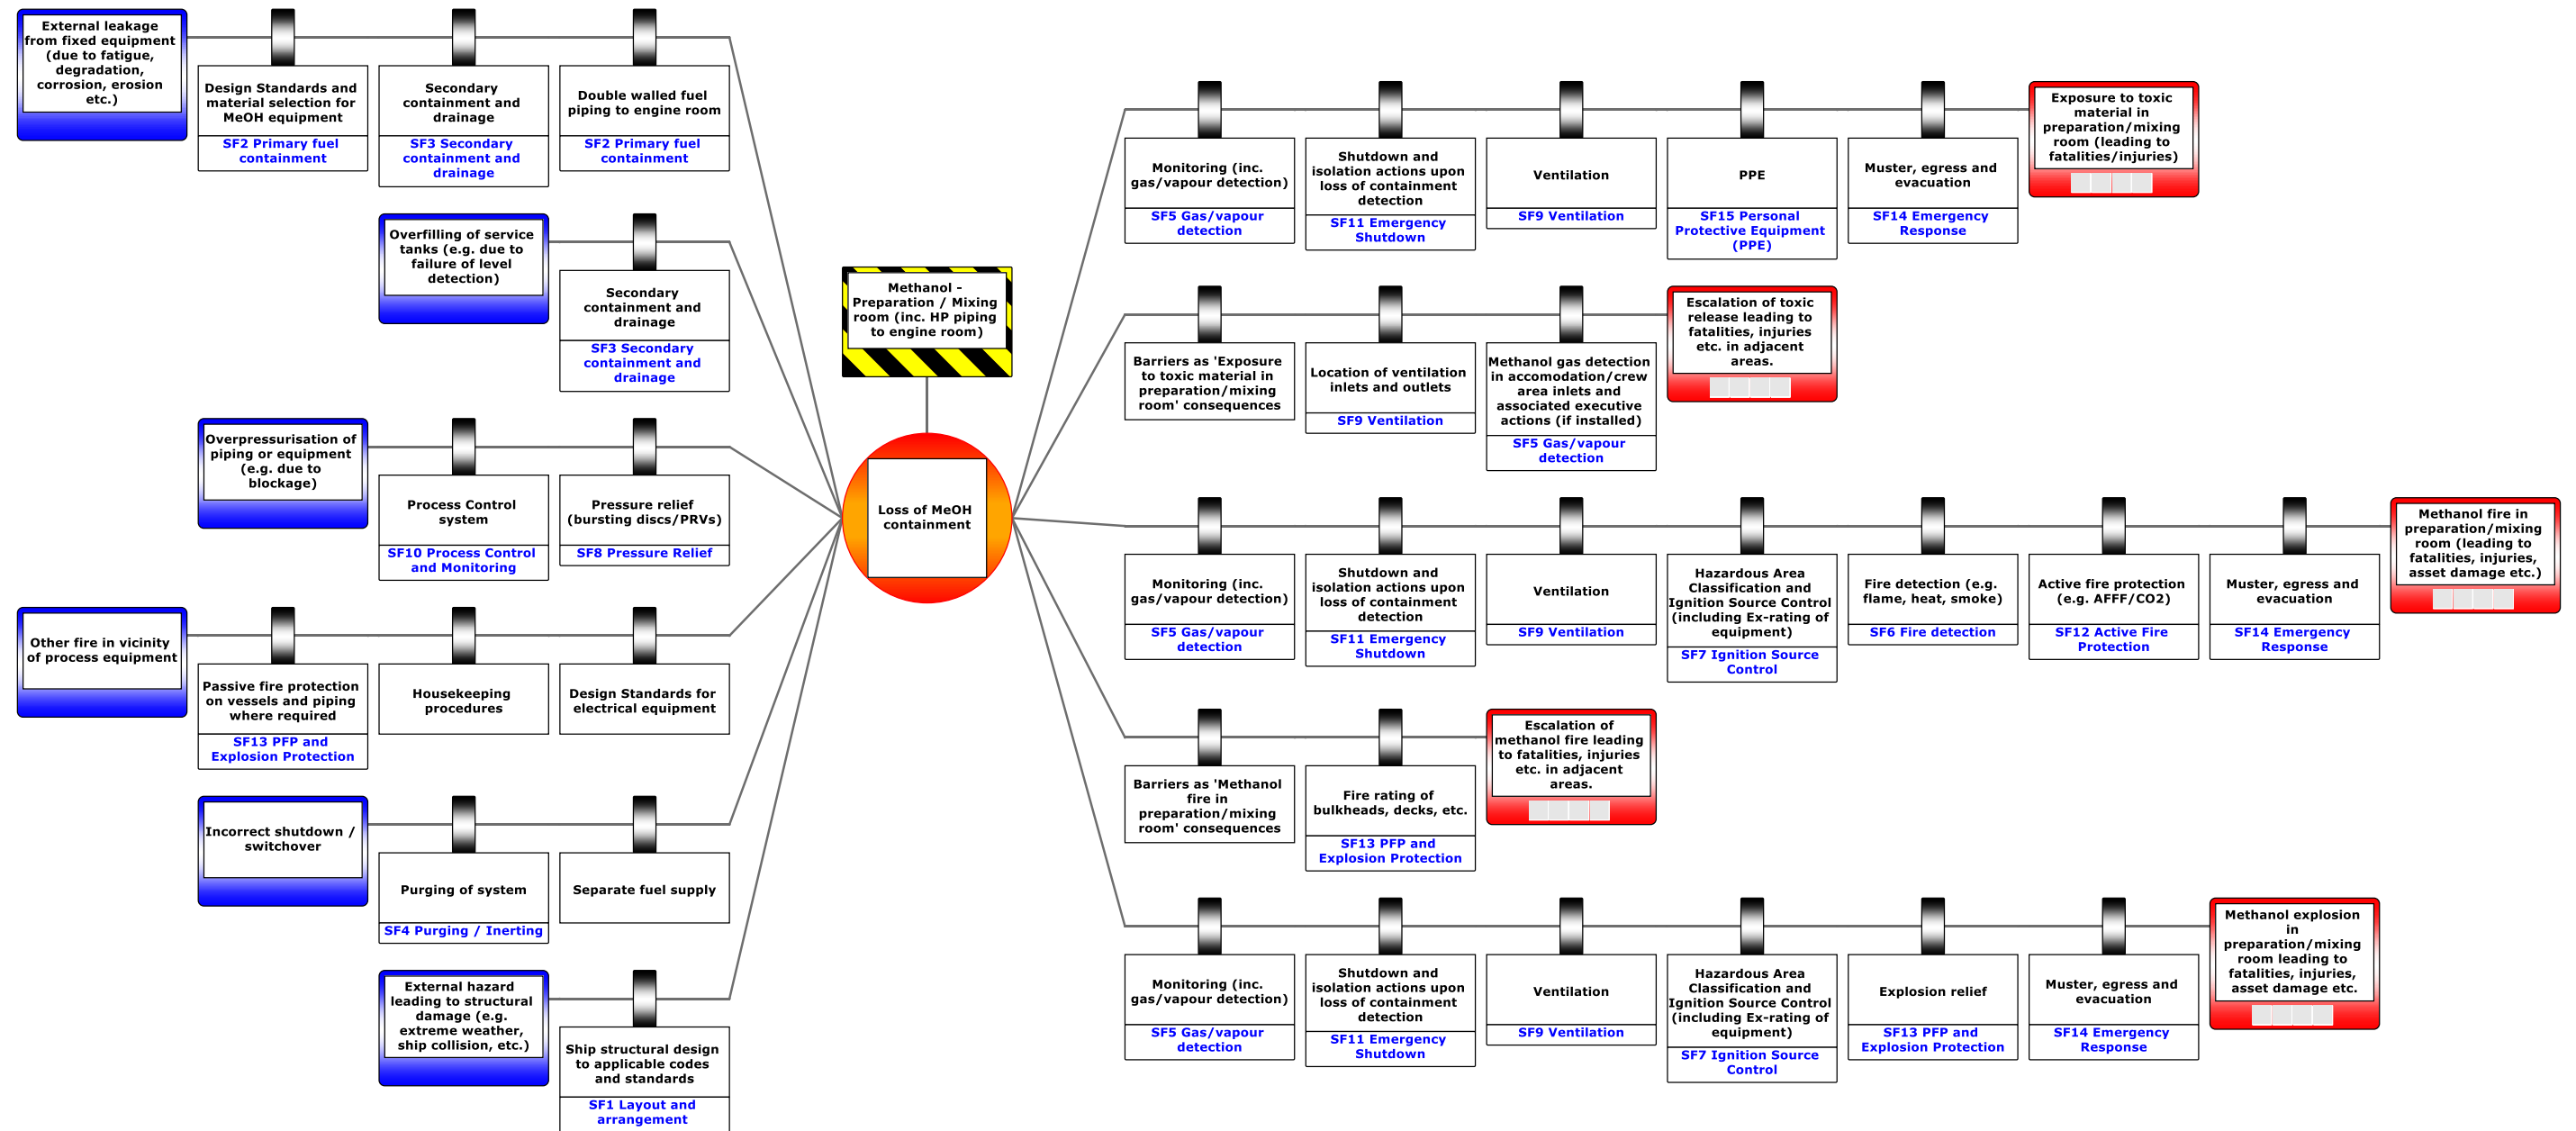 External leakage
from fixed equipment
(due to fatigue,
degradation,
corrosion, erosion
etc.)
Design Standards and
material selection for
MeOH equipment
SF2 Primary fuel
containment
Secondary
containment and
drainage
SF3 Secondary
containment and
drainage
Double walled fuel
piping to engine room
SF2 Primary fuel
containment
Overfilling of service
tanks (e.g. due to
failure of level
detection)
Secondary
containment and
drainage
SF3 Secondary
containment and
drainage
Overpressurisation of
piping or equipment
(e.g. due to
blockage)
Process Control
system
SF10 Process Control
and Monitoring
Pressure relief
(bursting discs/PRVs)
SF8 Pressure Relief
Other fire in vicinity
of process equipment
Passive fire protection
on vessels and piping
where required
SF13 PFP and
Explosion Protection
Housekeeping
procedures
Design Standards for
electrical equipment
Incorrect shutdown /
switchover
Purging of system
SF4 Purging / Inerting
Separate fuel supply
External hazard
leading to structural
damage (e.g.
extreme weather,
ship collision, etc.)
Ship structural design
to applicable codes
and standards
SF1 Layout and
arrangement
Methanol -
Preparation / Mixing
room (inc. HP piping
to engine room)
Loss of MeOH
containment
Monitoring (inc.
gas/vapour detection)
SF5 Gas/vapour
detection
Shutdown and
isolation actions upon
loss of containment
detection
SF11 Emergency
Shutdown
Ventilation
SF9 Ventilation
PPE
SF15 Personal
Protective Equipment
(PPE)
Muster, egress and
evacuation
SF14 Emergency
Response
Exposure to toxic
material in
preparation/mixing
room (leading to
fatalities/injuries)
Barriers as 'Exposure
to toxic material in
preparation/mixing
room' consequences
Location of ventilation
inlets and outlets
SF9 Ventilation
Methanol gas detection
in accomodation/crew
area inlets and
associated executive
actions (if installed)
SF5 Gas/vapour
detection
Escalation of toxic
release leading to
fatalities, injuries
etc. in adjacent
areas.
Monitoring (inc.
gas/vapour detection)
SF5 Gas/vapour
detection
Shutdown and
isolation actions upon
loss of containment
detection
SF11 Emergency
Shutdown
Ventilation
SF9 Ventilation
Hazardous Area
Classification and
Ignition Source Control
(including Ex-rating of
equipment)
SF7 Ignition Source
Control
Fire detection (e.g.
flame, heat, smoke)
SF6 Fire detection
Active fire protection
(e.g. AFFF/CO2)
SF12 Active Fire
Protection
Muster, egress and
evacuation
SF14 Emergency
Response
Methanol fire in
preparation/mixing
room (leading to
fatalities, injuries,
asset damage etc.)
Barriers as 'Methanol
fire in
preparation/mixing
room' consequences
Fire rating of
bulkheads, decks, etc.
SF13 PFP and
Explosion Protection
Escalation of
methanol fire leading
to fatalities, injuries
etc. in adjacent
areas.
Monitoring (inc.
gas/vapour detection)
SF5 Gas/vapour
detection
Shutdown and
isolation actions upon
loss of containment
detection
SF11 Emergency
Shutdown
Ventilation
SF9 Ventilation
Hazardous Area
Classification and
Ignition Source Control
(including Ex-rating of
equipment)
SF7 Ignition Source
Control
Explosion relief
SF13 PFP and
Explosion Protection
Muster, egress and
evacuation
SF14 Emergency
Response
Methanol explosion
in
preparation/mixing
room leading to
fatalities, injuries,
asset damage etc.